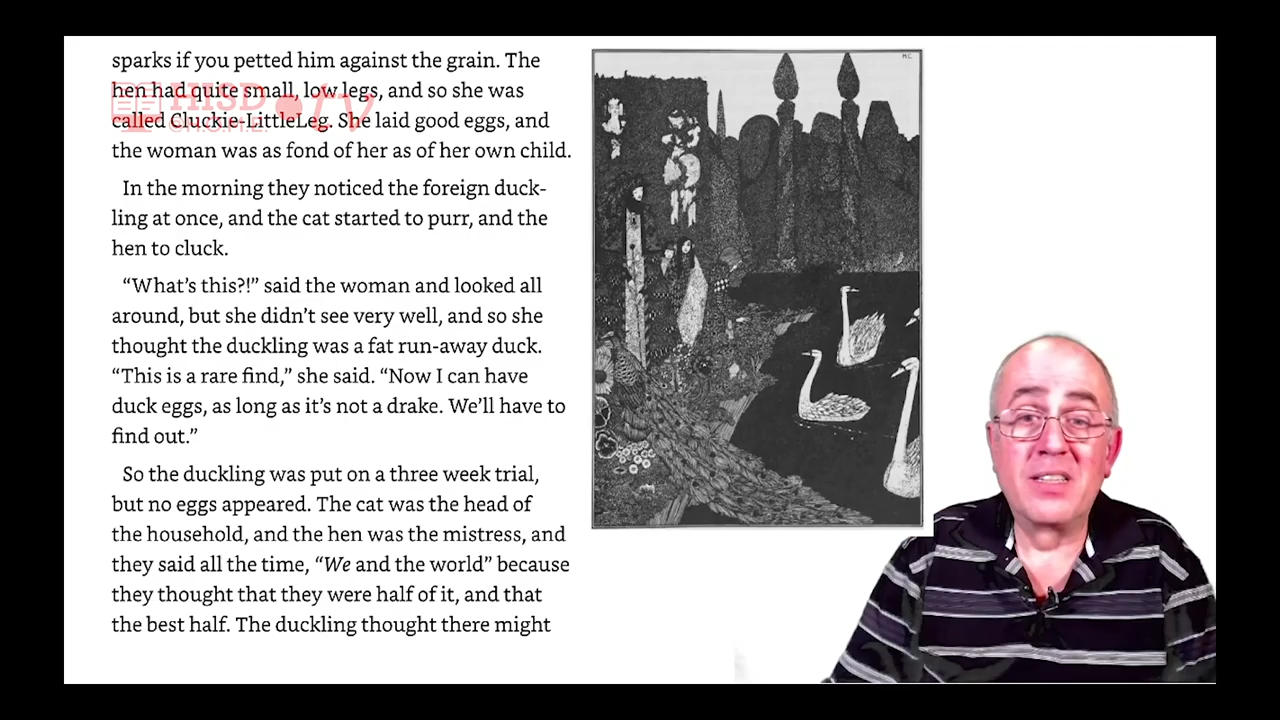 sparks if you petted him against the grain. The
hen had quite small, low legs, and so she was
called Cluckie-LittleLeg. She laid good eggs, and
the woman was as fond of her as of her own child.
In the morning they noticed the foreign duck-
ling at once, and the cat started to purr, and the
hen to cluck.
“What’s this?!” said the woman and looked all
around, but she didn’t see very well, and so she
thought the duckling was a fat run-away duck.
“This is a rare find,” she said. “Now I can have
duck eggs, as long as it’s not a drake. We’ll have to
find out.”
So the duckling was put on a three week trial,
but no eggs appeared. The cat was the head of
the household, and the hen was the mistress, and
they said all the time, “We and the world” because
they thought that they were half of it, and that
the best half. The duckling thought there might
HISD tv
H.C.